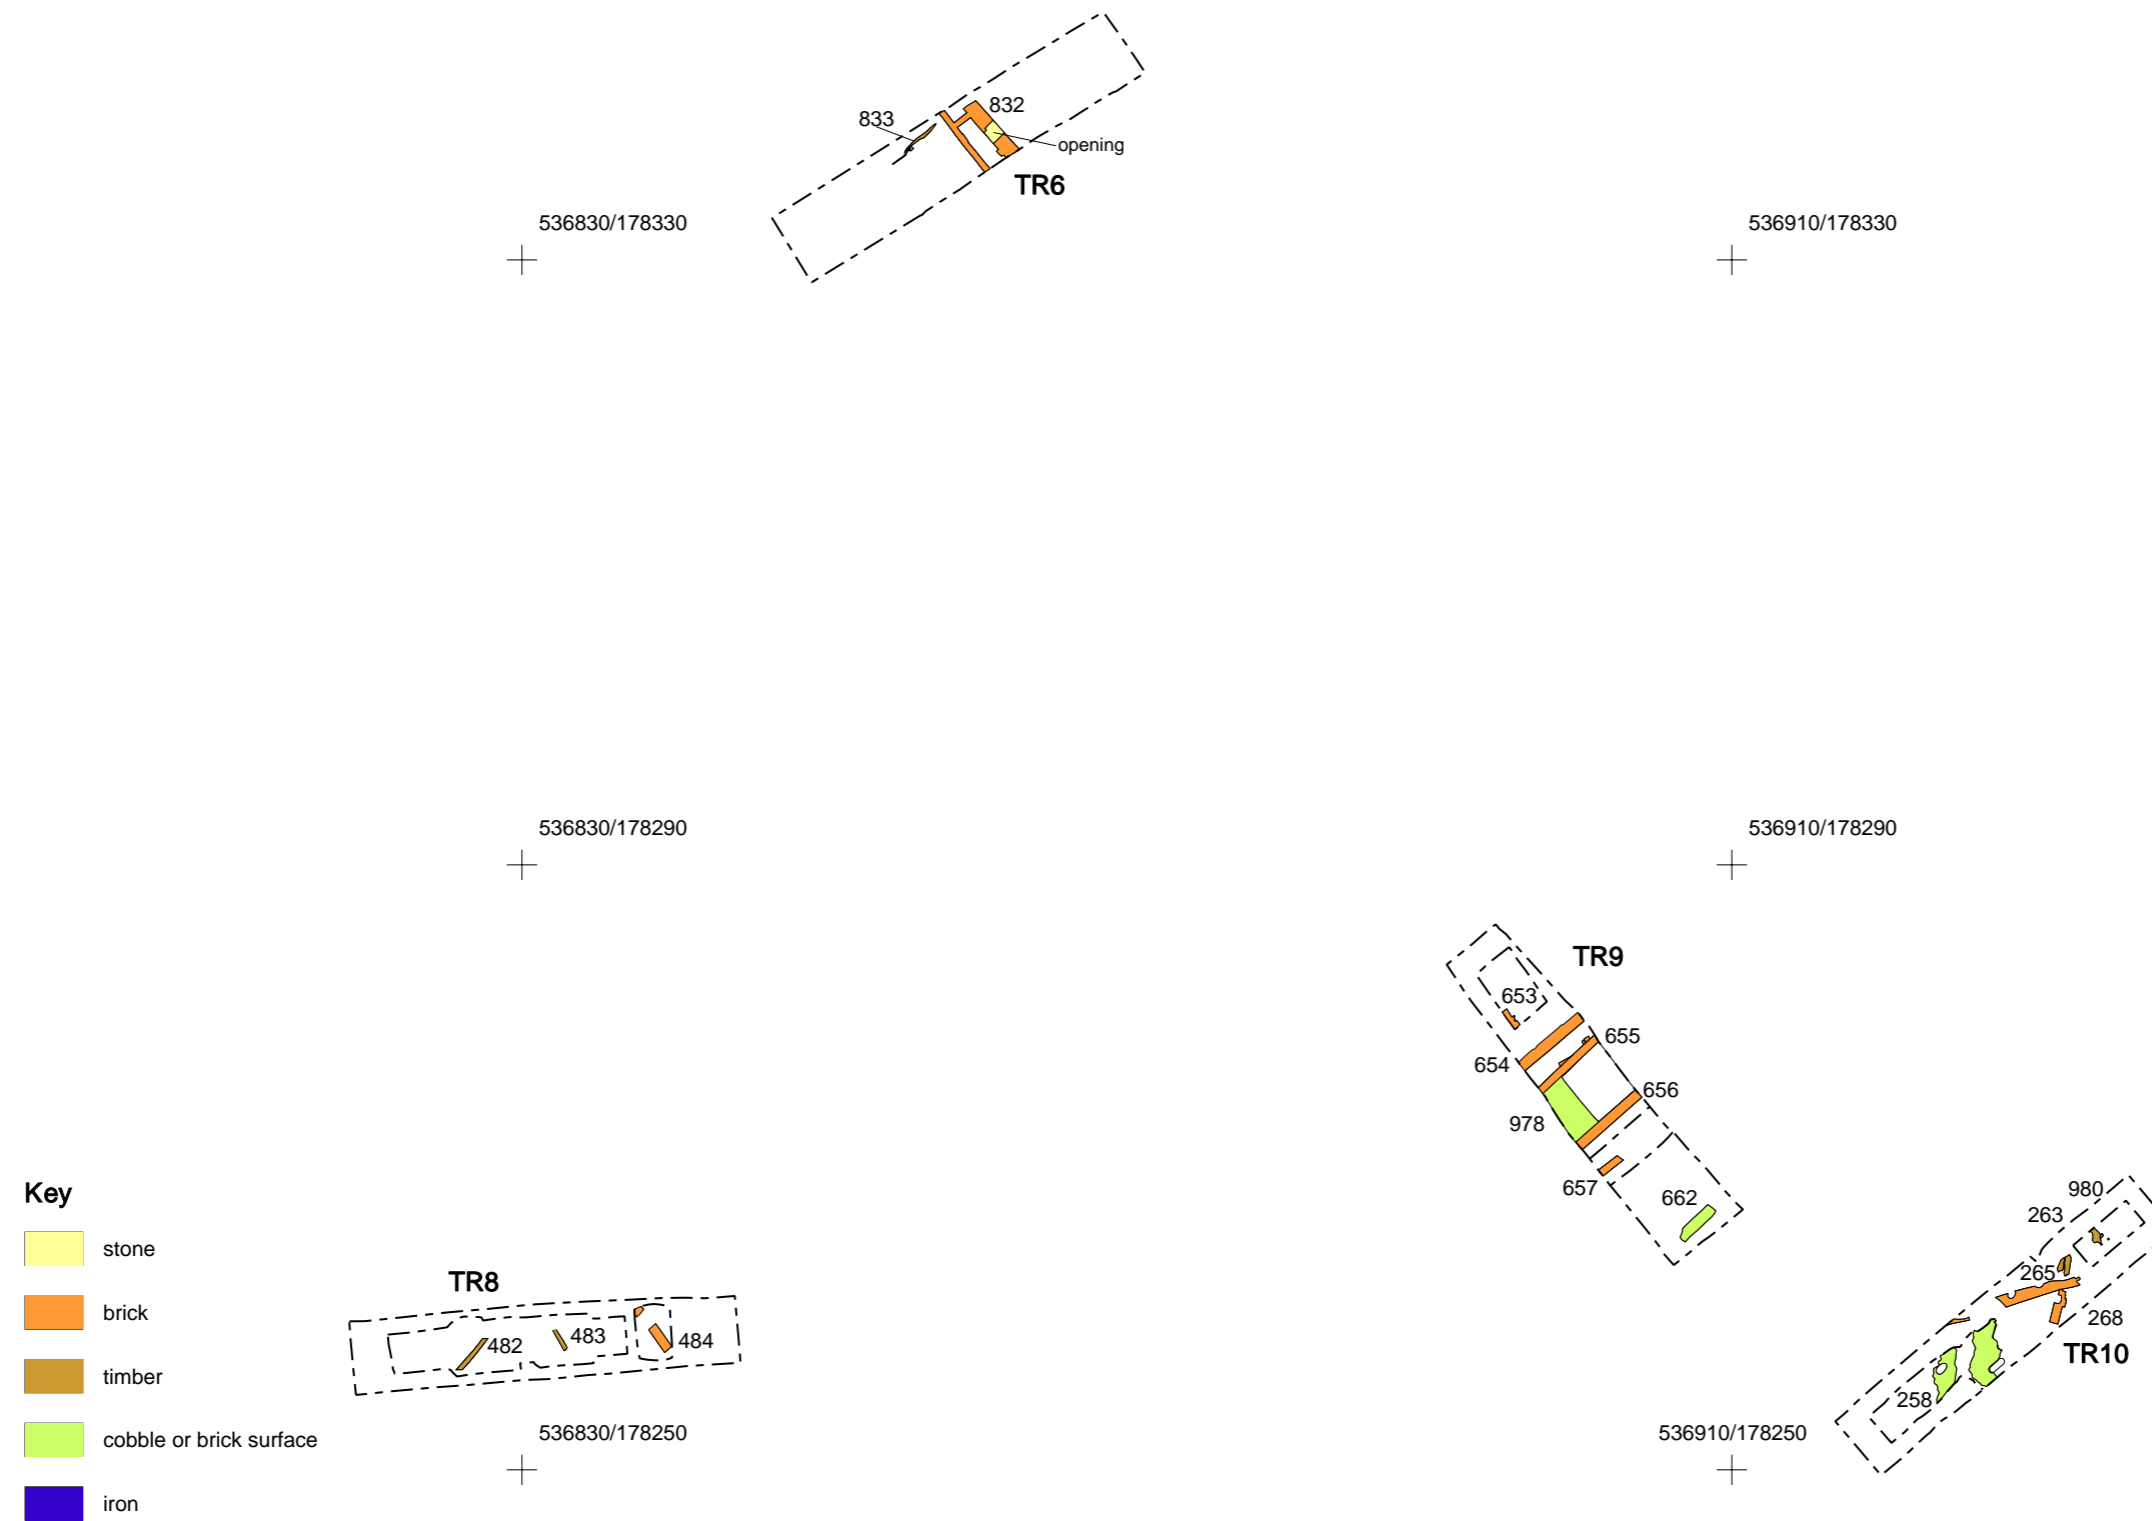 832
833
opening
TR6
536830/178330
536910/178330
536830/178290
536910/178290
TR9
653
655
654
656
978
657
662
980
263
265
268
TR10
258
Key
stone
brick
timber
cobble or brick surface
iron
TR8
482
483
484
536830/178250
536910/178250